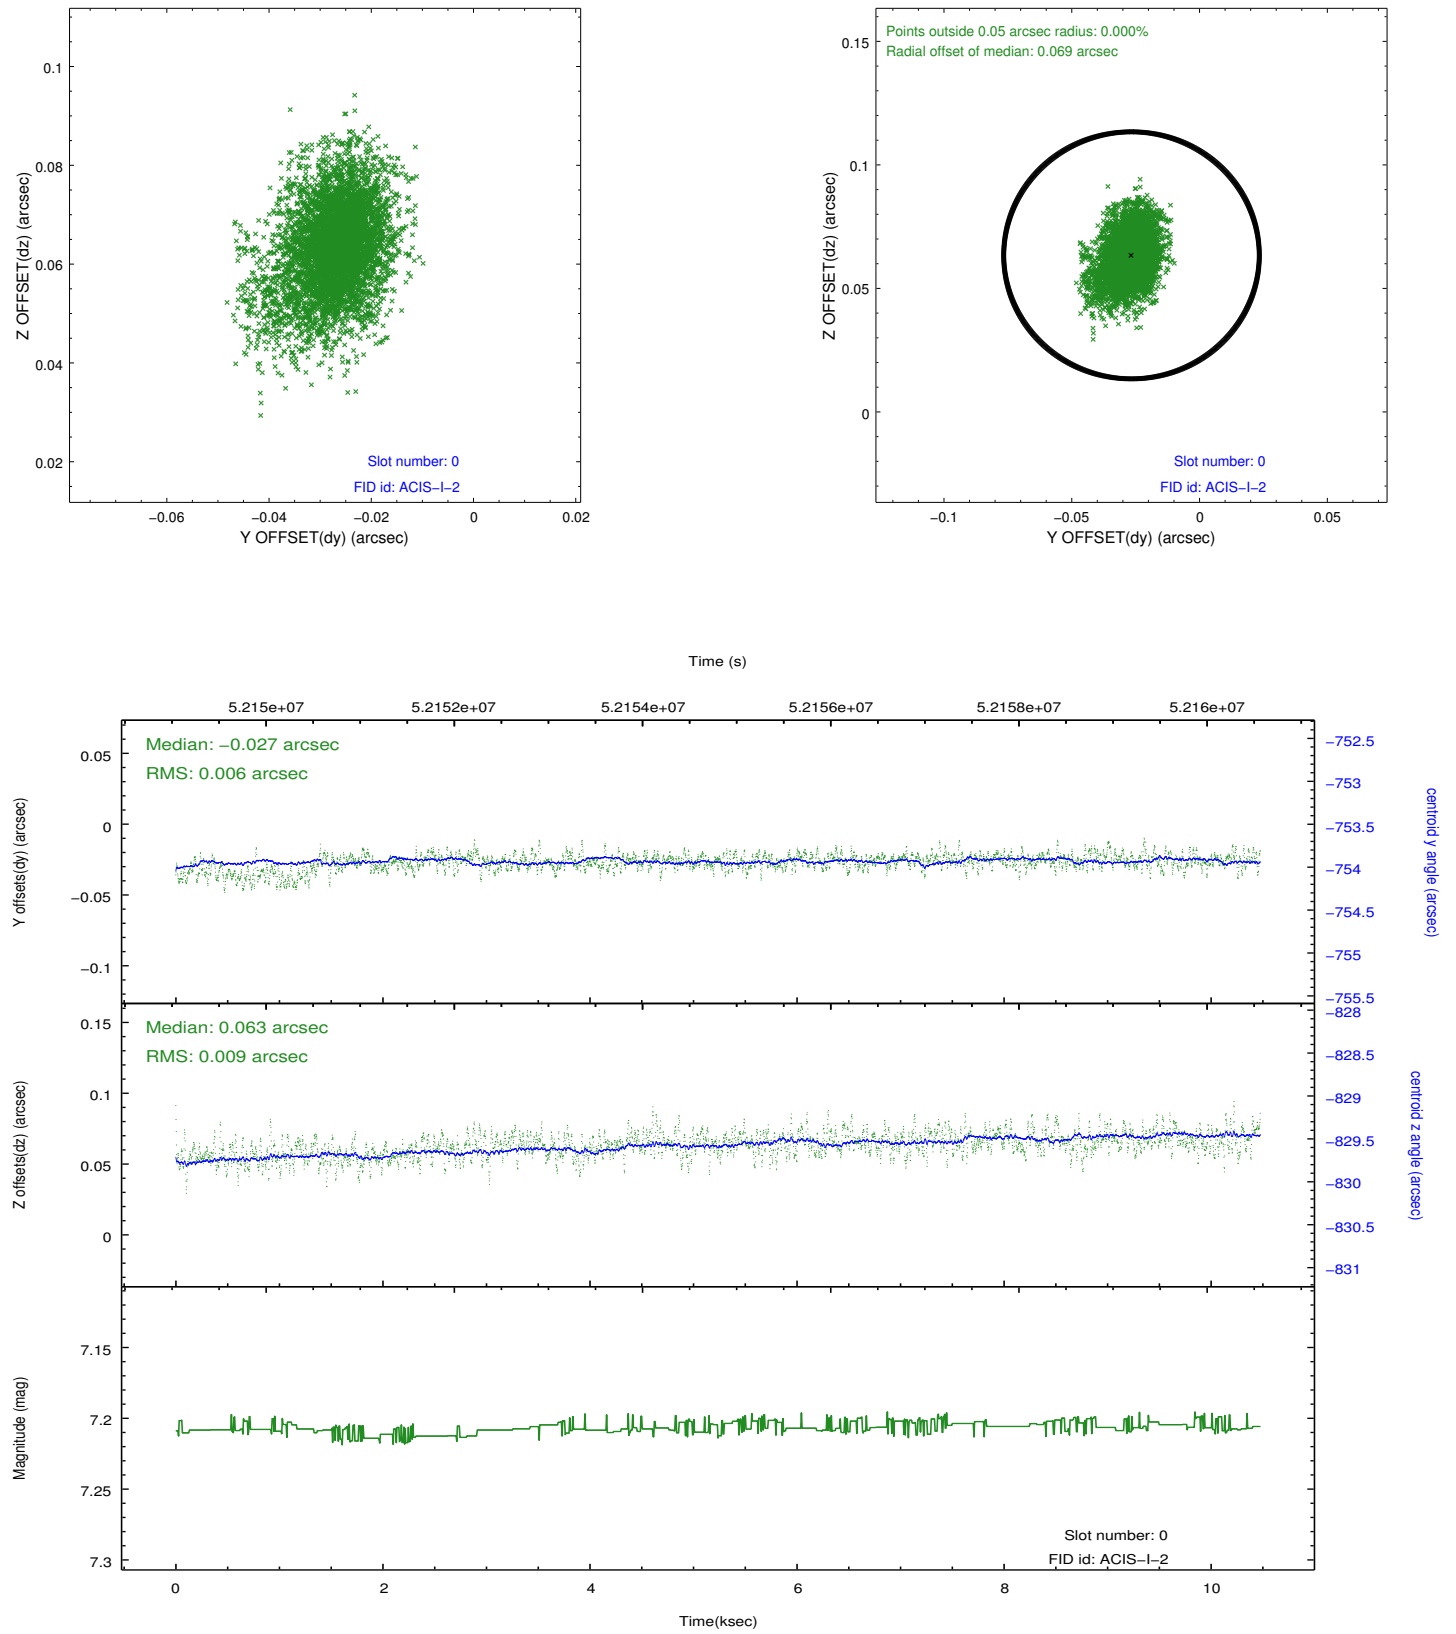 0.1
0.08
0.06
0.04
0.02
Z OFFSET(dz) (arcsec)
Slot number: 0
FID id: ACIS−I−2
−0.06 −0.04 −0.02 0 0.02
Y OFFSET(dy) (arcsec)
Points outside 0.05 arcsec radius: 0.000%
Radial offset of median: 0.069 arcsec
0.15
0.1
0.05
0
Z OFFSET(dz) (arcsec)
Slot number: 0
FID id: ACIS−I−2
−0.1 −0.05 0 0.05
Y OFFSET(dy) (arcsec)
Time (s)
5.215e+07 5.2152e+07 5.2154e+07 5.2156e+07 5.2158e+07 5.216e+07
Median: −0.027 arcsec
RMS: 0.006 arcsec
0.05
0
−0.05
−0.1
Y offsets(dy) (arcsec)
−752.5
−753
−753.5
−754
−754.5
−755
−755.5
centroid y angle (arcsec)
Median: 0.063 arcsec
RMS: 0.009 arcsec
0.15
0.1
0.05
0
Z offsets(dz) (arcsec)
−828
−828.5
−829
−829.5
−830
−830.5
−831
centroid z angle (arcsec)
7.15
7.2
7.25
7.3
Magnitude (mag)
Slot number: 0
FID id: ACIS−I−2
0 2 4 6 8 10
Time(ksec)